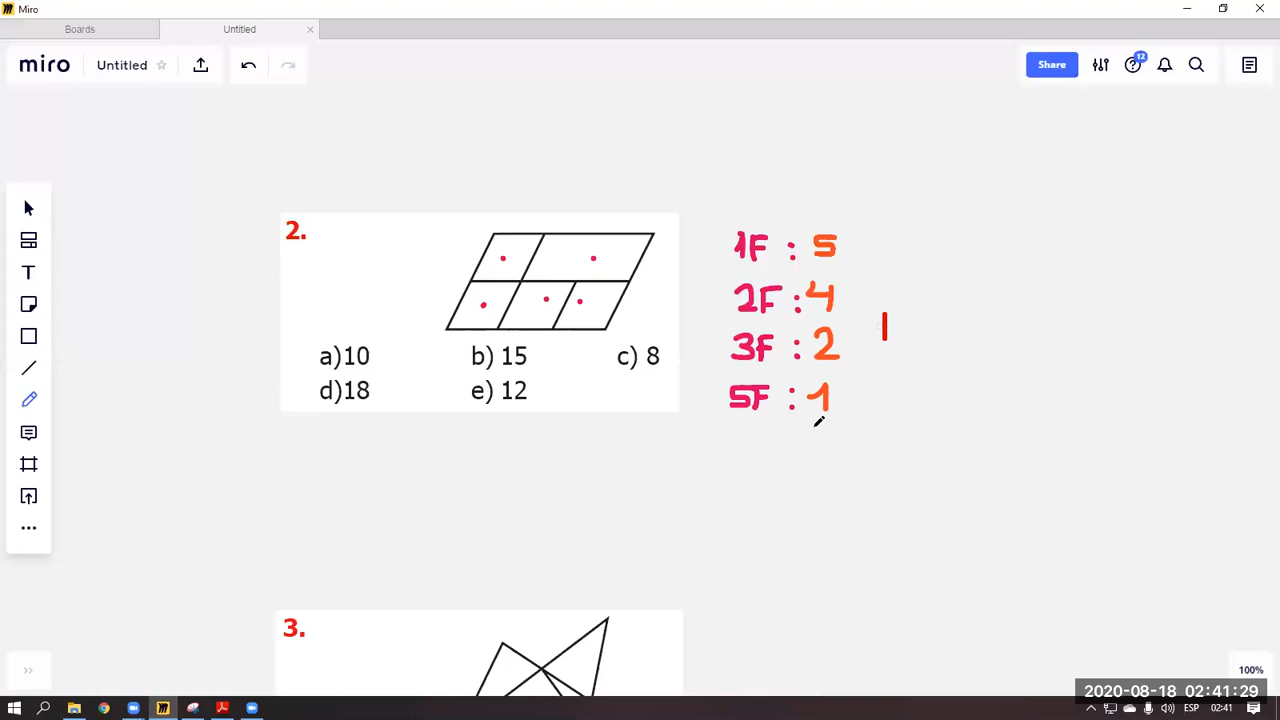 Miro
Boards
Untitled
miro
Untitled
Share
12
2.
a)10
b) 15
c) 8
d)18
e) 12
1F : 5
2F : 4
3F : 2
5F : 1
3.
100%
2020-08-18 02:41:29
ESP
02:41